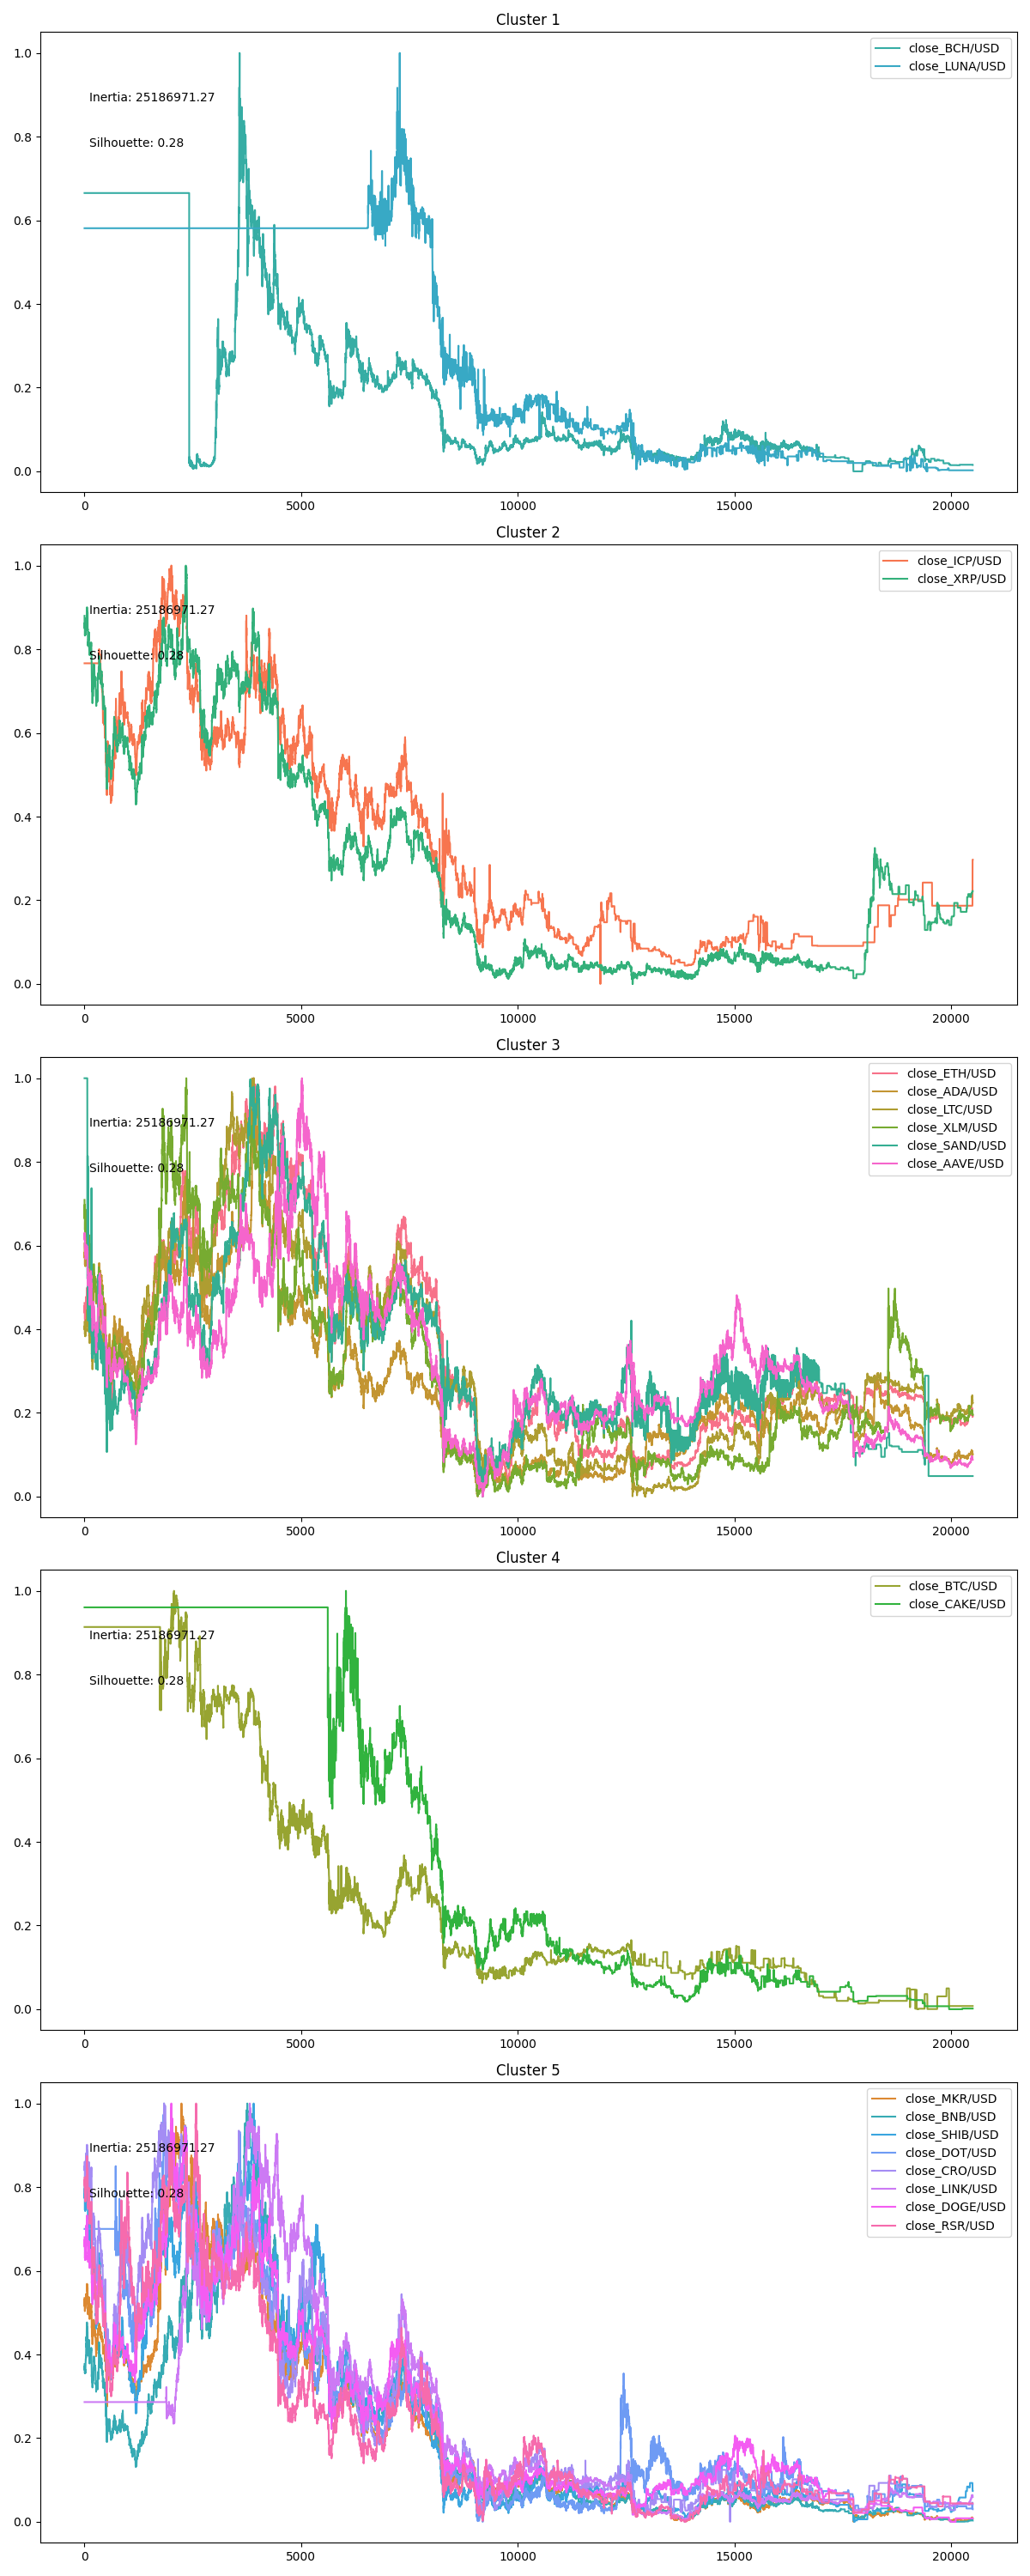 Cluster 1
close_BCH/USD
close_LUNA/USD
Inertia: 25186971.27
Silhouette: 0.28
1.0
0.8
0.6
0.4
0.2
0.0
0 5000 10000 15000 20000
Cluster 2
close_ICP/USD
close_XRP/USD
Inertia: 25186971.27
Silhouette: 0.28
1.0
0.8
0.6
0.4
0.2
0.0
0 5000 10000 15000 20000
Cluster 3
close_ETH/USD
close_ADA/USD
close_LTC/USD
close_XLM/USD
close_SAND/USD
close_AAVE/USD
Inertia: 25186971.27
Silhouette: 0.28
1.0
0.8
0.6
0.4
0.2
0.0
0 5000 10000 15000 20000
Cluster 4
close_BTC/USD
close_CAKE/USD
Inertia: 25186971.27
Silhouette: 0.28
1.0
0.8
0.6
0.4
0.2
0.0
0 5000 10000 15000 20000
Cluster 5
close_MKR/USD
close_BNB/USD
close_SHIB/USD
close_DOT/USD
close_CRO/USD
close_LINK/USD
close_DOGE/USD
close_RSR/USD
Inertia: 25186971.27
Silhouette: 0.28
1.0
0.8
0.6
0.4
0.2
0.0
0 5000 10000 15000 20000